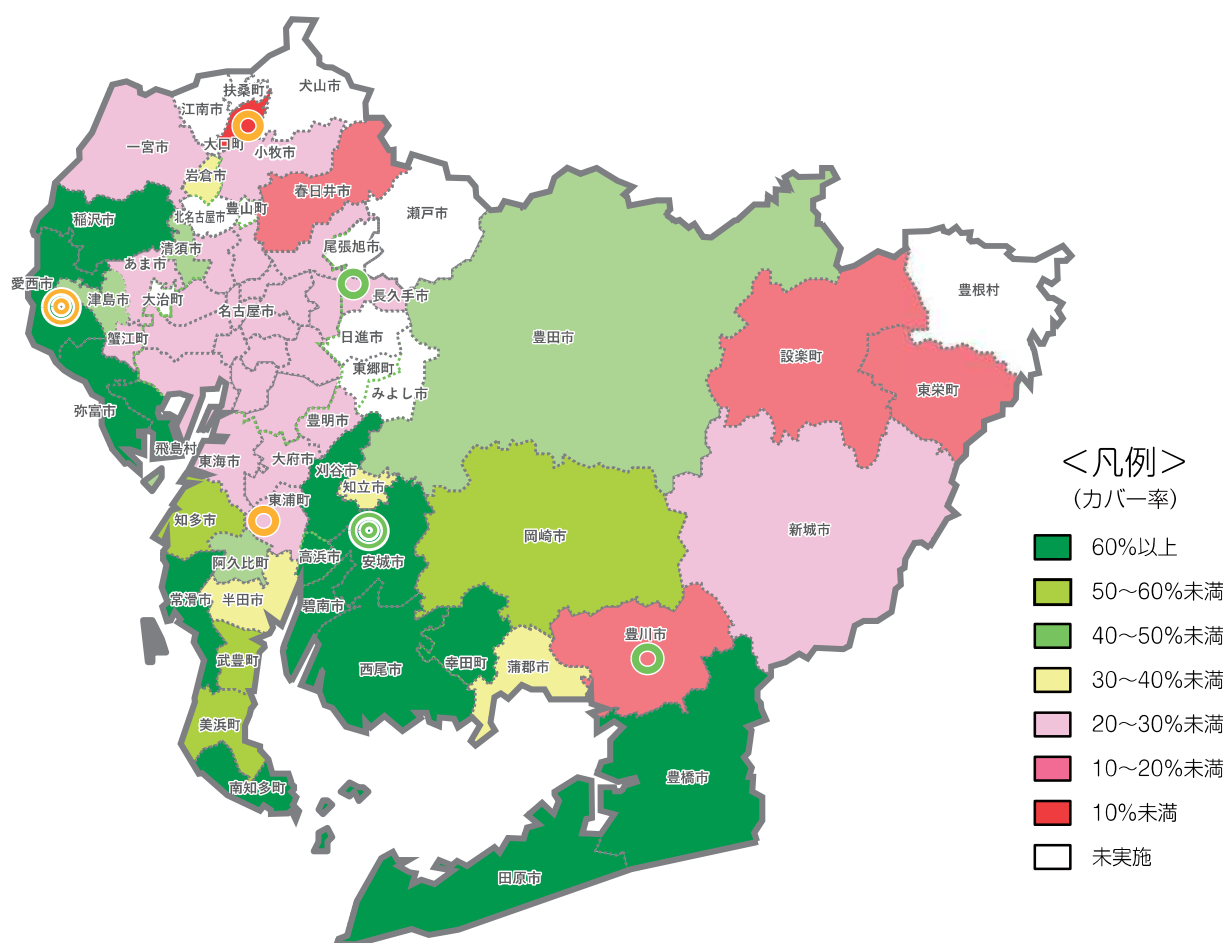 犬山市
扶桑町
江南市
大口町
小牧市
一宮市
岩倉市
春日井市
瀬戸市
稲沢市
北名古屋市
豊山町
尾張旭市
清須市
あま市
愛西市
津島市
大治町
名古屋市
長久手市
豊根村
蟹江町
日進市
豊田市
設楽町
東郷町
みよし市
東栄町
弥富市
豊明市
飛島村
東海市
大府市
刈谷市
知立市
東浦町
知多市
岡崎市
新城市
阿久比町
高浜市
安城市
常滑市
半田市
碧南市
豊川市
武豊町
西尾市
幸田町
蒲郡市
美浜町
南知多町
豊橋市
田原市
＜凡例＞
(カバー率)
60%以上
50～60%未満
40～50%未満
30～40%未満
20～30%未満
10～20%未満
10%未満
未実施